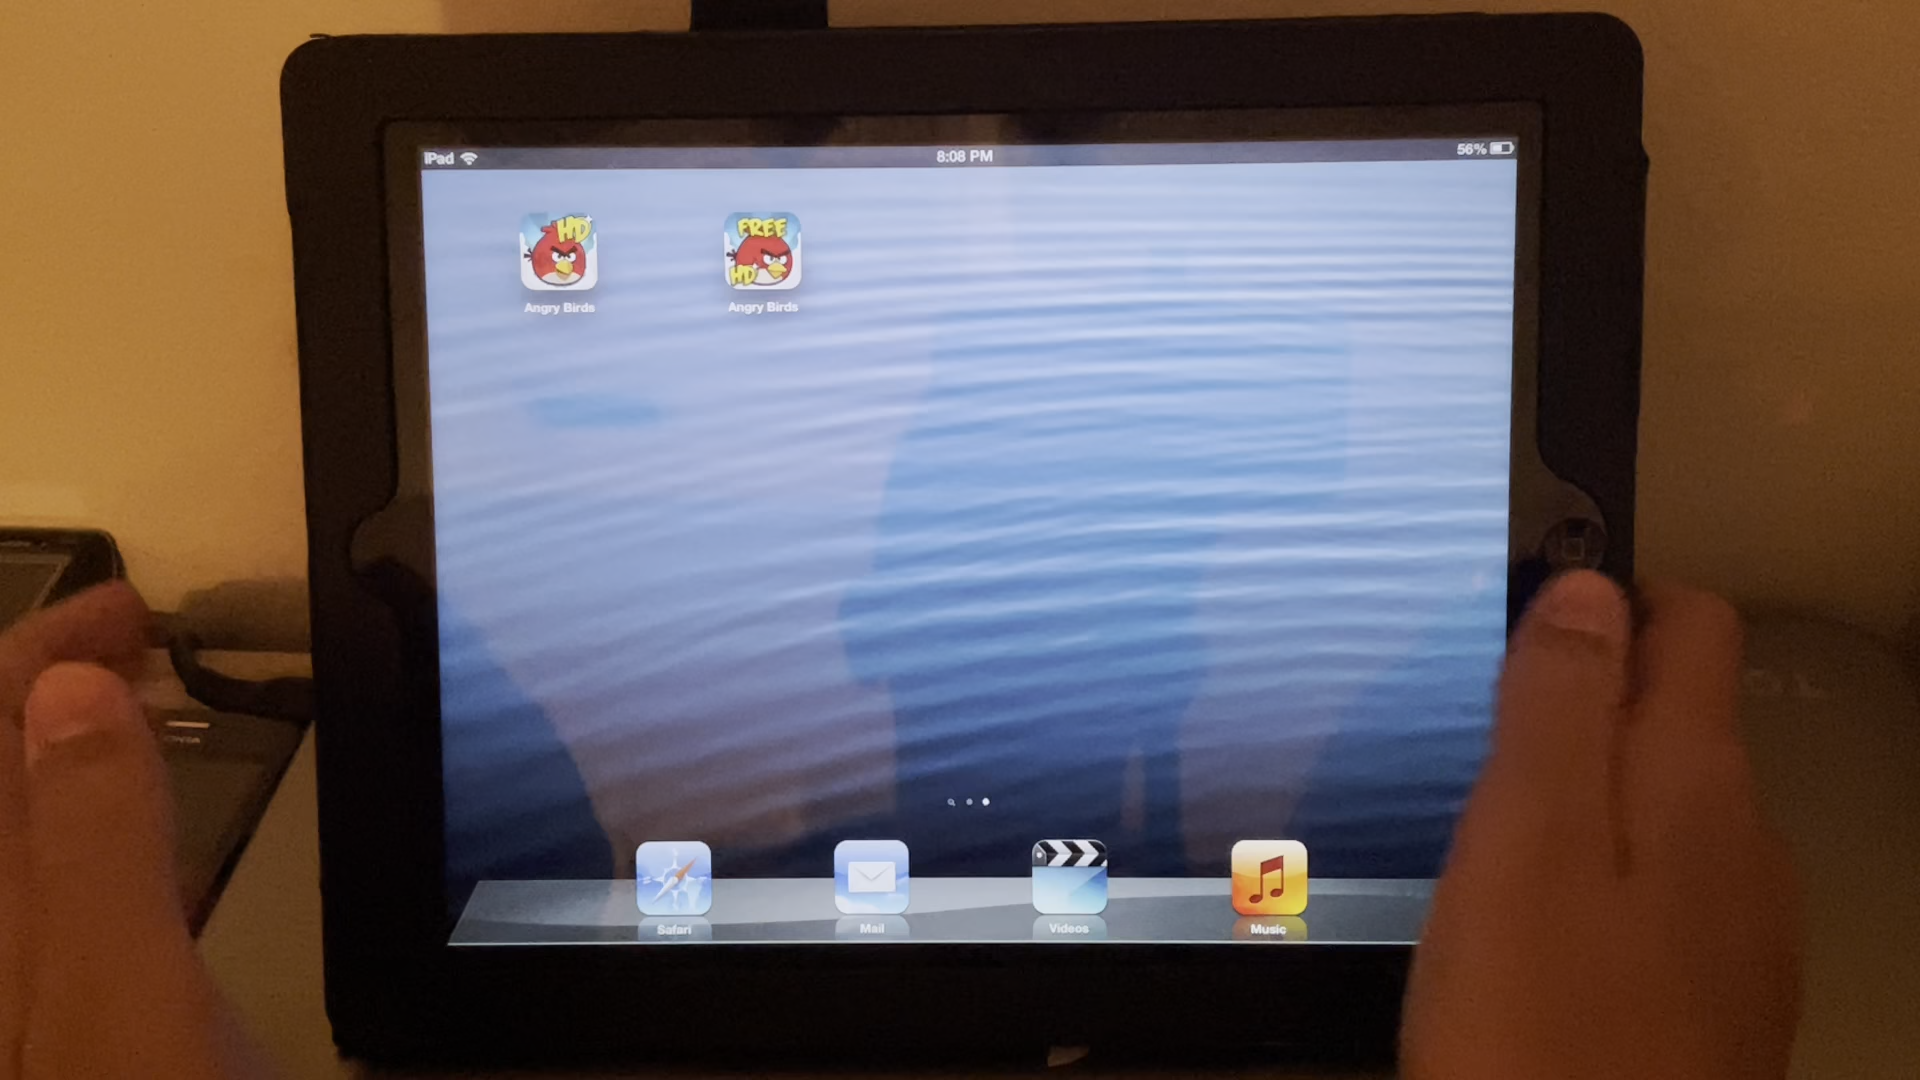 iPad 8:08 PM 56%
HD
FREE
HD
Angry Birds Angry Birds
Safari Mail Videos Music